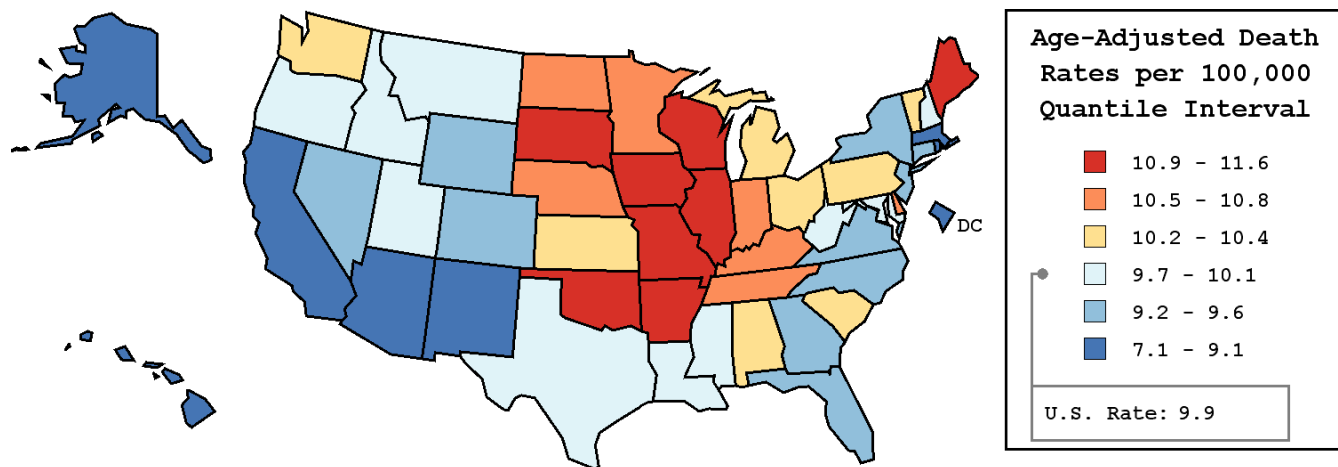 Age-Adjusted Death
Rates per 100,000
Quantile Interval
10.9 - 11.6
10.5 - 10.8
10.2 - 10.4
9.7 - 10.1
9.2 - 9.6
7.1 - 9.1
U.S. Rate: 9.9
DC